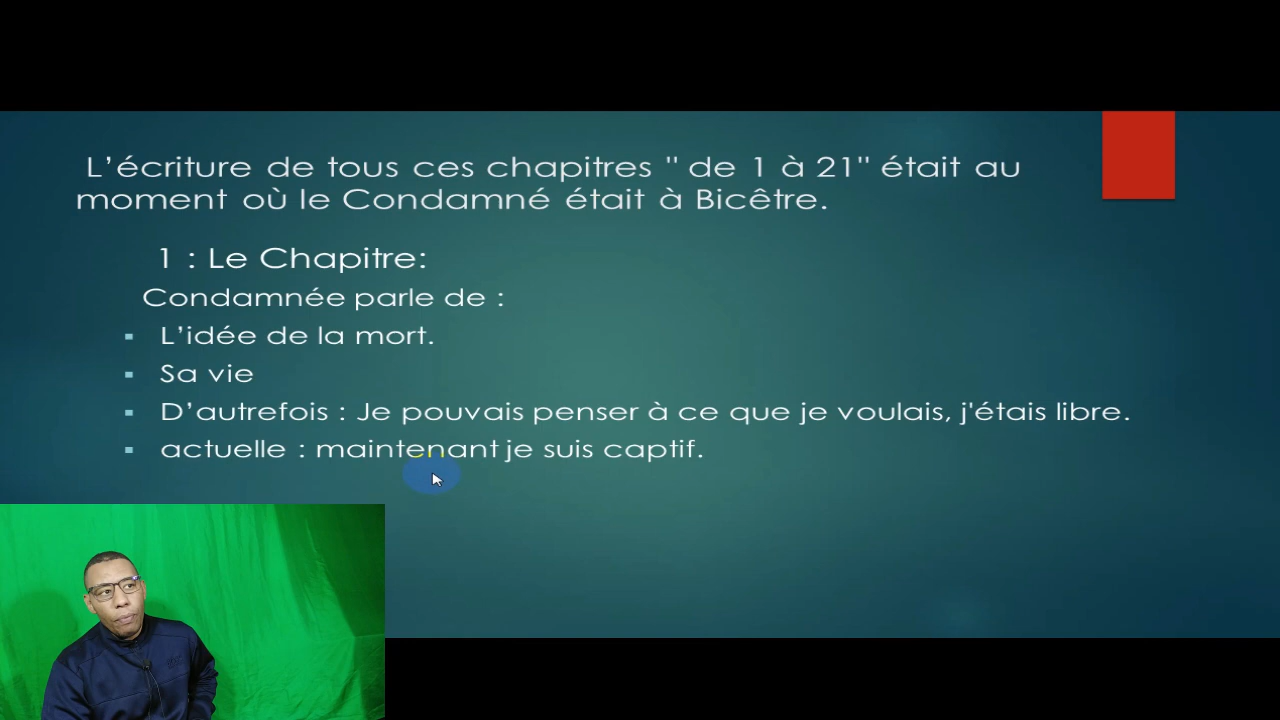 L’écriture de tous ces chapitres " de 1 à 21" était au
moment où le Condamné était à Bicêtre.
1 : Le Chapitre:
Condamnée parle de :
▪ L’idée de la mort.
▪ Sa vie
▪ D’autrefois : Je pouvais penser à ce que je voulais, j'étais libre.
▪ actuelle : maintenant je suis captif.